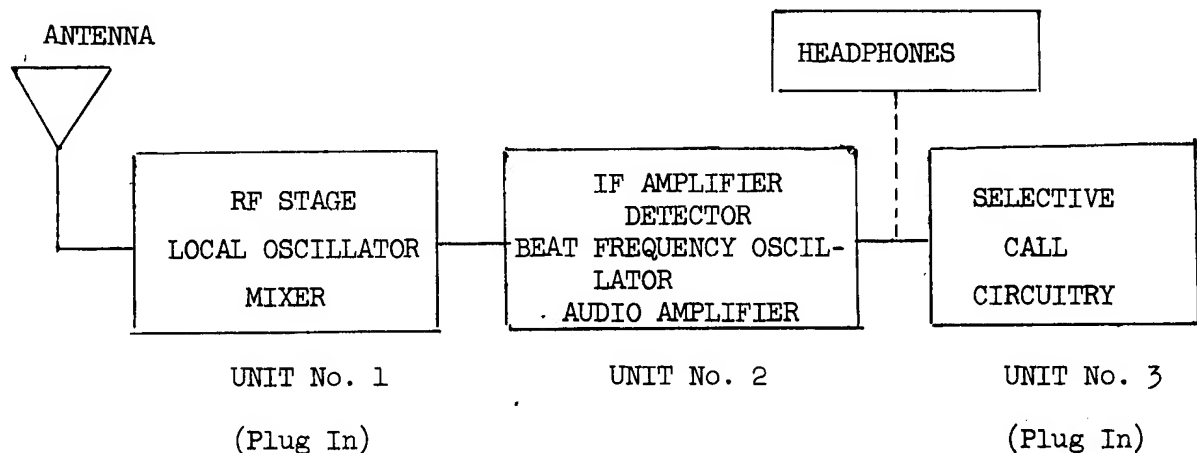 ANTENNA
HEADPHONES
RF STAGE
LOCAL OSCILLATOR
MIXER
IF AMPLIFIER
DETECTOR
BEAT FREQUENCY OSCIL-
LATOR
AUDIO AMPLIFIER
SELECTIVE
CALL
CIRCUITRY
UNIT No. 1
(Plug In)
UNIT No. 2
UNIT No. 3
(Plug In)